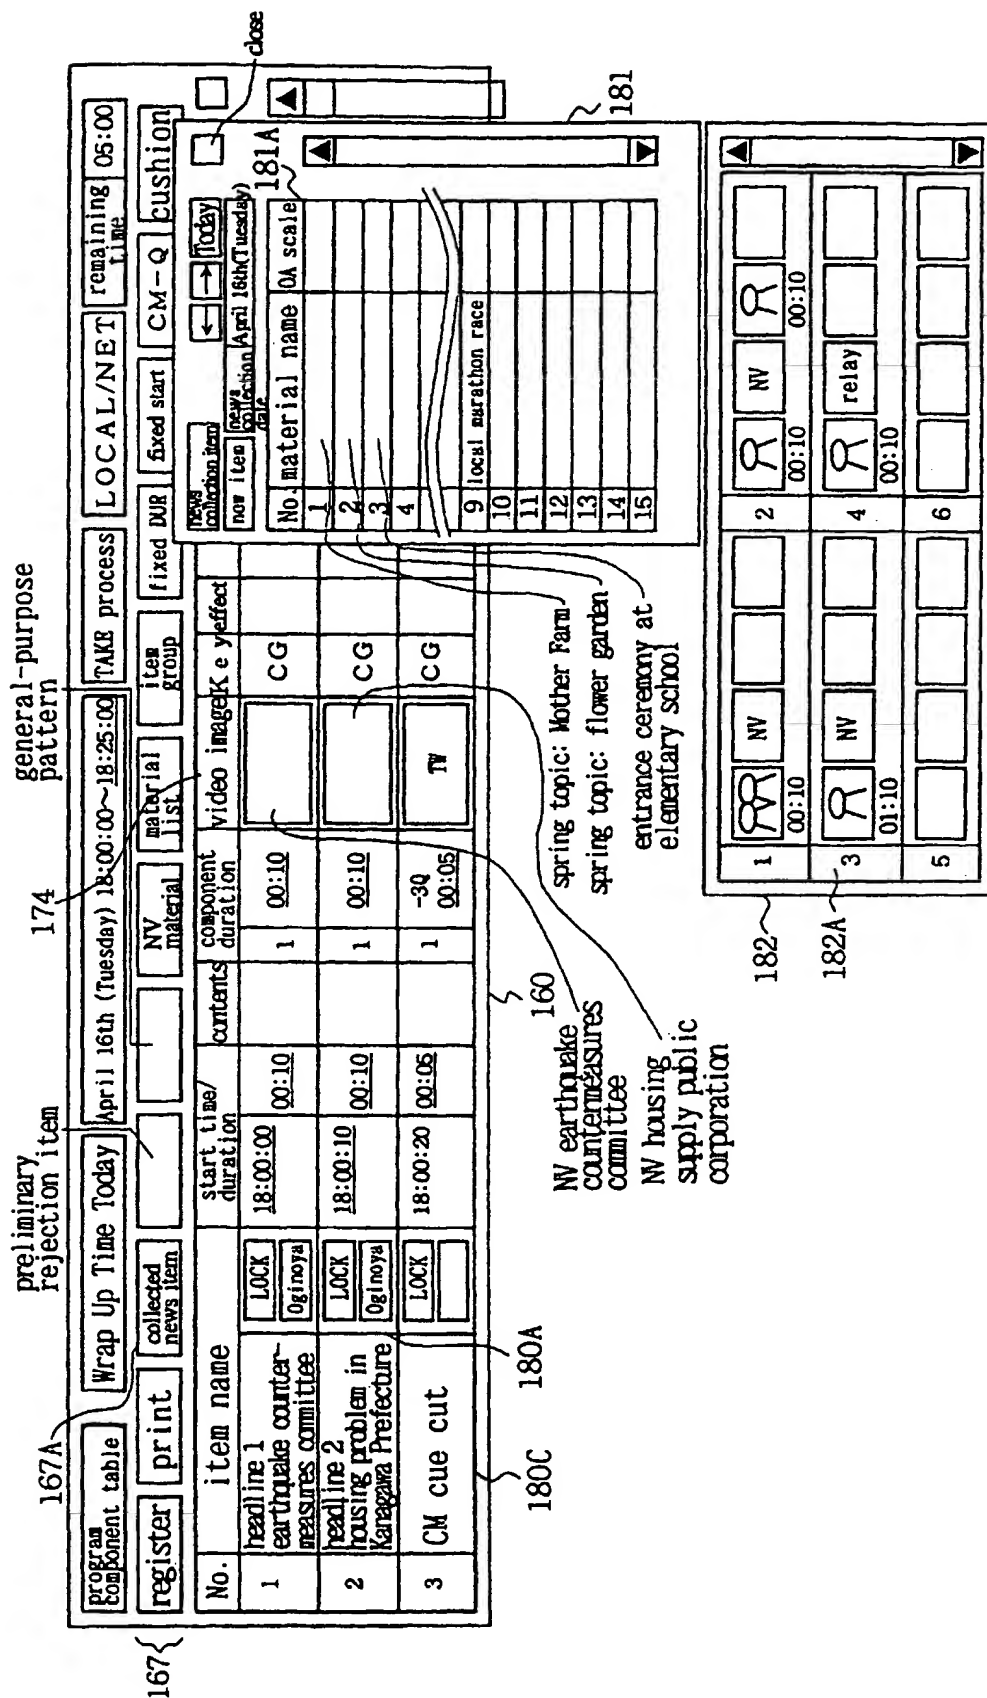 general-purpose
pattern
preliminary
rejection item
174
167A
167
program
component table
Wrap Up Time Today
April 16th (Tuesday) 18:00:00~18:25:00
TAKE process
LOCAL/NET
remaining
time
05:00
register
print
collected
news item
NV
material
material
list
item
group
fixed DUR
fixed start
CM-Q
cushion
close
No.
item name
start time/
duration
contents
component
duration
video image
Key
effect
1
headline 1
earthquake counter-
measures committee
LOCK
Oginoya
18:00:00
00:10
1
00:10
CG
2
headline 2
housing problem in
Kanagawa Prefecture
LOCK
Oginoya
18:00:10
00:10
1
00:10
CG
3
CM cue cut
LOCK
18:00:20
00:05
1
-3Q
00:05
TW
CG
180C
180A
160
news
collection item
←
→
Today
new item
news
collection
date
April 16th(Tuesday)
181A
181
No.
material name
OA scale
1
2
3
4
9
local marathon race
10
11
12
13
14
15
NV earthquake
countermeasures
committee
NV housing
supply public
corporation
spring topic: Mother Farm
spring topic: flower garden
entrance ceremony at
elementary school
182
182A
1
00:10
NV
2
00:10
NV
00:10
3
01:10
NV
4
00:10
relay
5
6